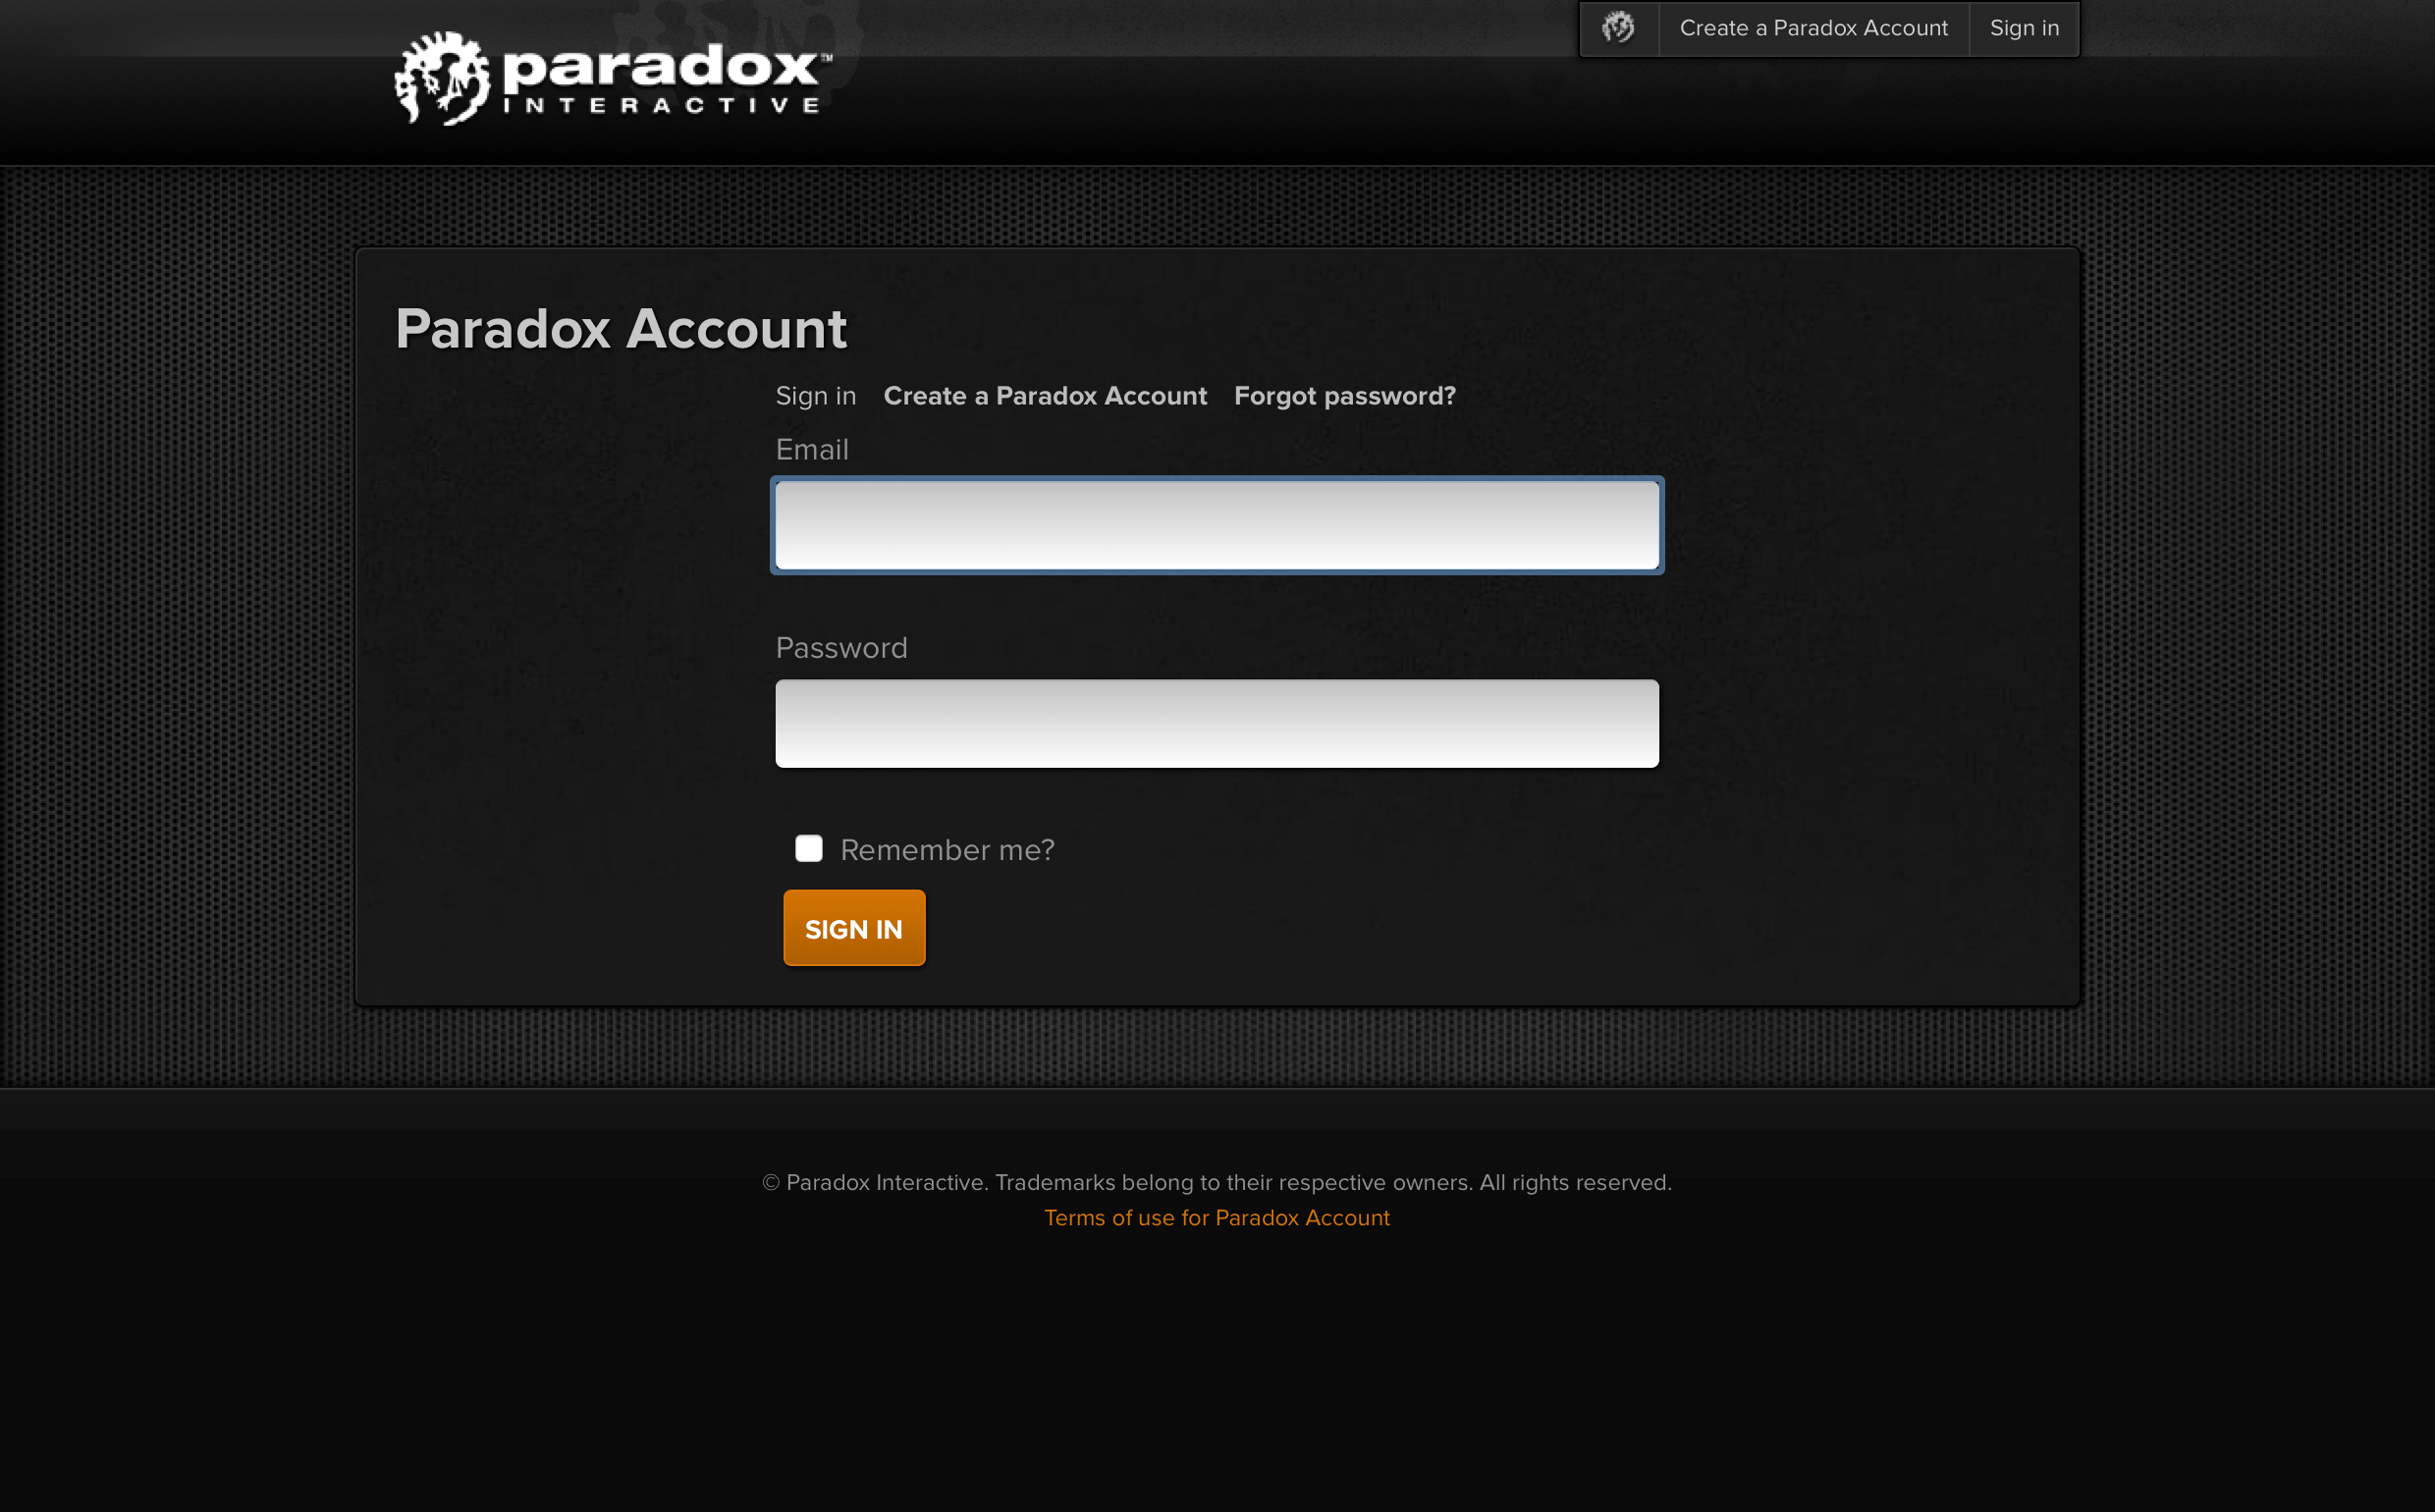 paradox™
INTERACTIVE
Create a Paradox Account Sign in
Paradox Account
Sign in Create a Paradox Account Forgot password?
Email
Password
Remember me?
SIGN IN
© Paradox Interactive. Trademarks belong to their respective owners. All rights reserved.
Terms of use for Paradox Account